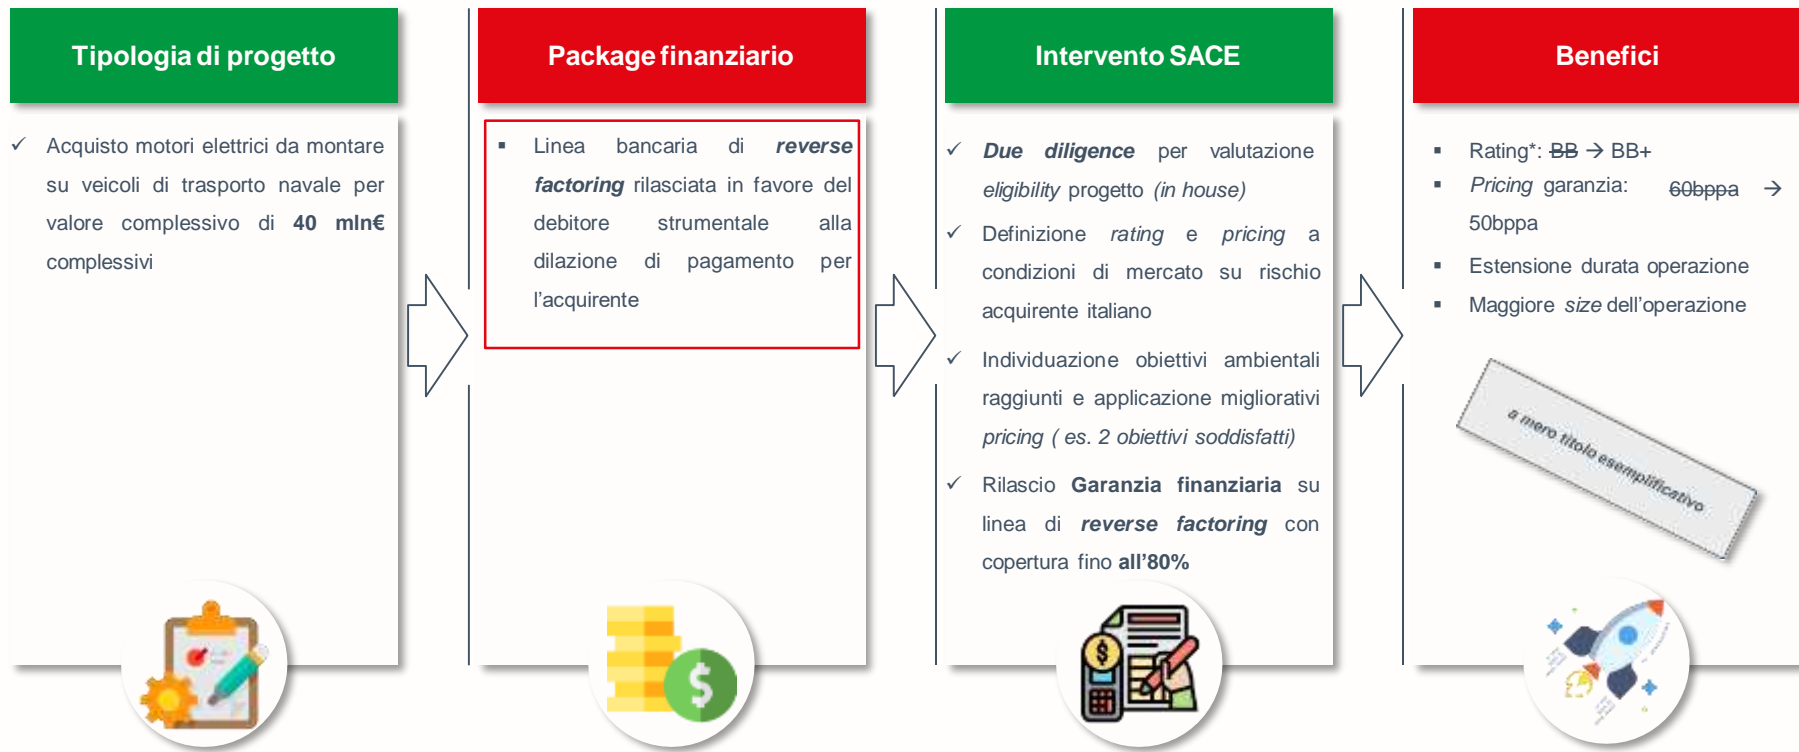 Tipologia di progetto
✓ Acquisto motori elettrici da montare
su veicoli di trasporto navale per
valore complessivo di 40 mln€
complessivi
Package finanziario
▪ Linea bancaria di reverse
factoring rilasciata in favore del
debitore strumentale alla
dilazione di pagamento per
l'acquirente
Intervento SACE
✓ Due diligence per valutazione
eligibility progetto (in house)
✓ Definizione rating e pricing a
condizioni di mercato su rischio
acquirente italiano
✓ Individuazione obiettivi ambientali
raggiunti e applicazione migliorativi
pricing ( es. 2 obiettivi soddisfatti)
✓ Rilascio Garanzia finanziaria su
linea di reverse factoring con
copertura fino all'80%
Benefici
▪ Rating*: BB → BB+
▪ Pricing garanzia: 60bppa →
50bppa
▪ Estensione durata operazione
▪ Maggiore size dell'operazione
a mero titolo esemplificativo